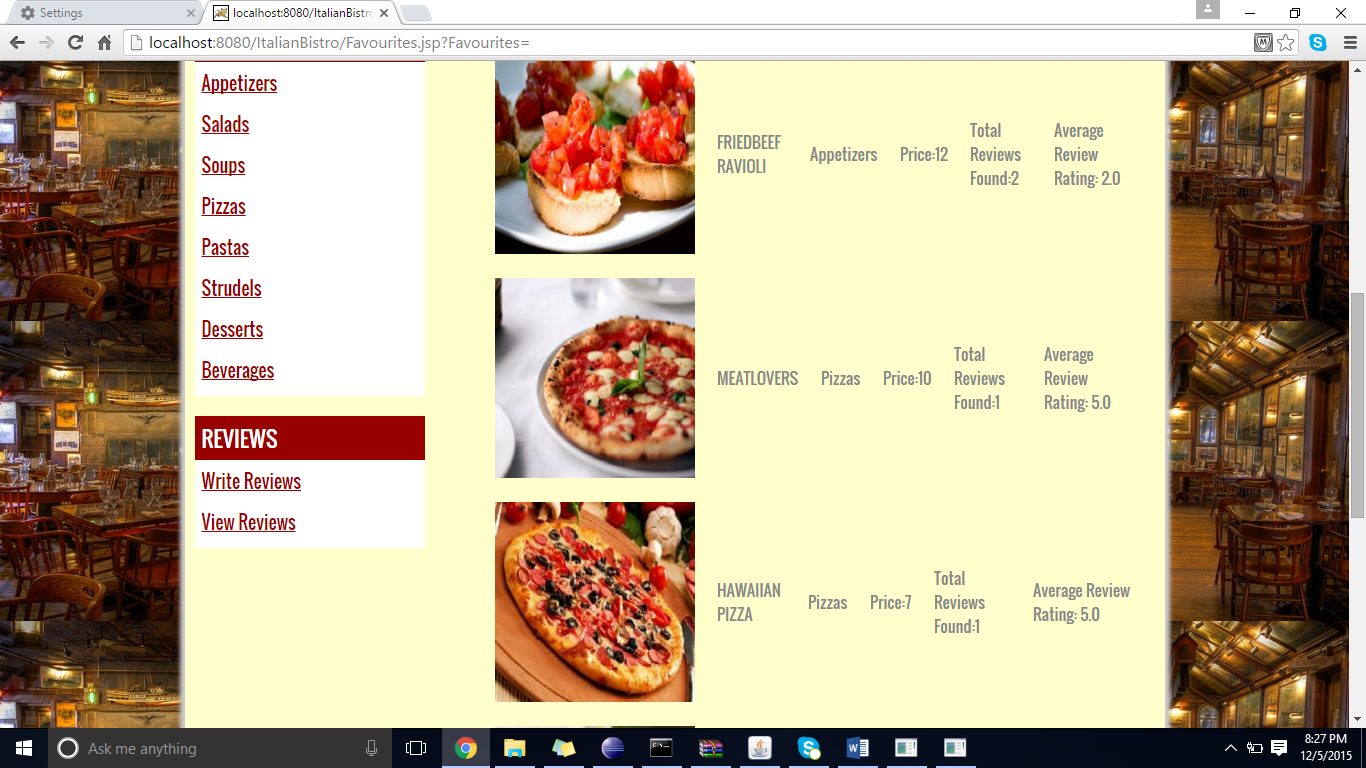 Settings
localhost:8080/ItalianBistro
localhost:8080/ItalianBistro/Favourites.jsp?Favourites=
Appetizers
Salads
Soups
Pizzas
Pastas
Strudels
Desserts
Beverages
REVIEWS
Write Reviews
View Reviews
FRIEDBEEF
RAVIOLI
Appetizers
Price:12
Total
Reviews
Found:2
Average
Review
Rating: 2.0
MEATLOVERS
Pizzas
Price:10
Total
Reviews
Found:1
Average
Review
Rating: 5.0
HAWAIIAN
PIZZA
Pizzas
Price:7
Total
Reviews
Found:1
Average Review
Rating: 5.0
Ask me anything
8:27 PM
12/5/2015